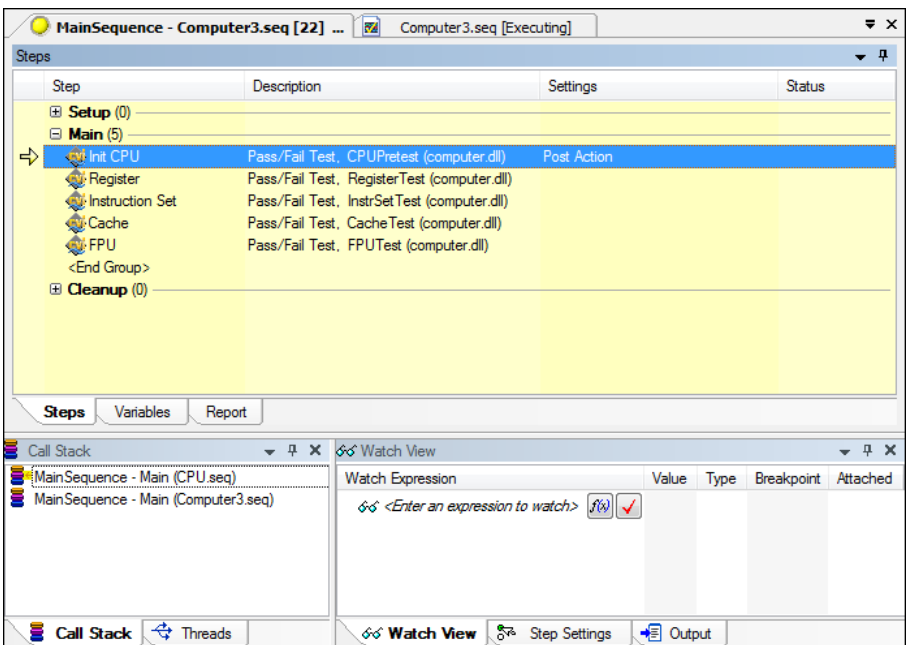 MainSequence - Computer3.seq [22] ... Computer3.seq [Executing]
Steps
Step Description Settings Status
Setup (0)
Main (5)
Init CPU Pass/Fail Test, CPUPretest (computer.dll) Post Action
Register Pass/Fail Test, RegisterTest (computer.dll)
Instruction Set Pass/Fail Test, InstrSetTest (computer.dll)
Cache Pass/Fail Test, CacheTest (computer.dll)
FPU Pass/Fail Test, FPUTest (computer.dll)
<End Group>
Cleanup (0)
Steps Variables Report
Call Stack
MainSequence - Main (CPU.seq)
MainSequence - Main (Computer3.seq)
Call Stack Threads
Watch View
Watch Expression Value Type Breakpoint Attached
<Enter an expression to watch> f(x)
Watch View Step Settings Output